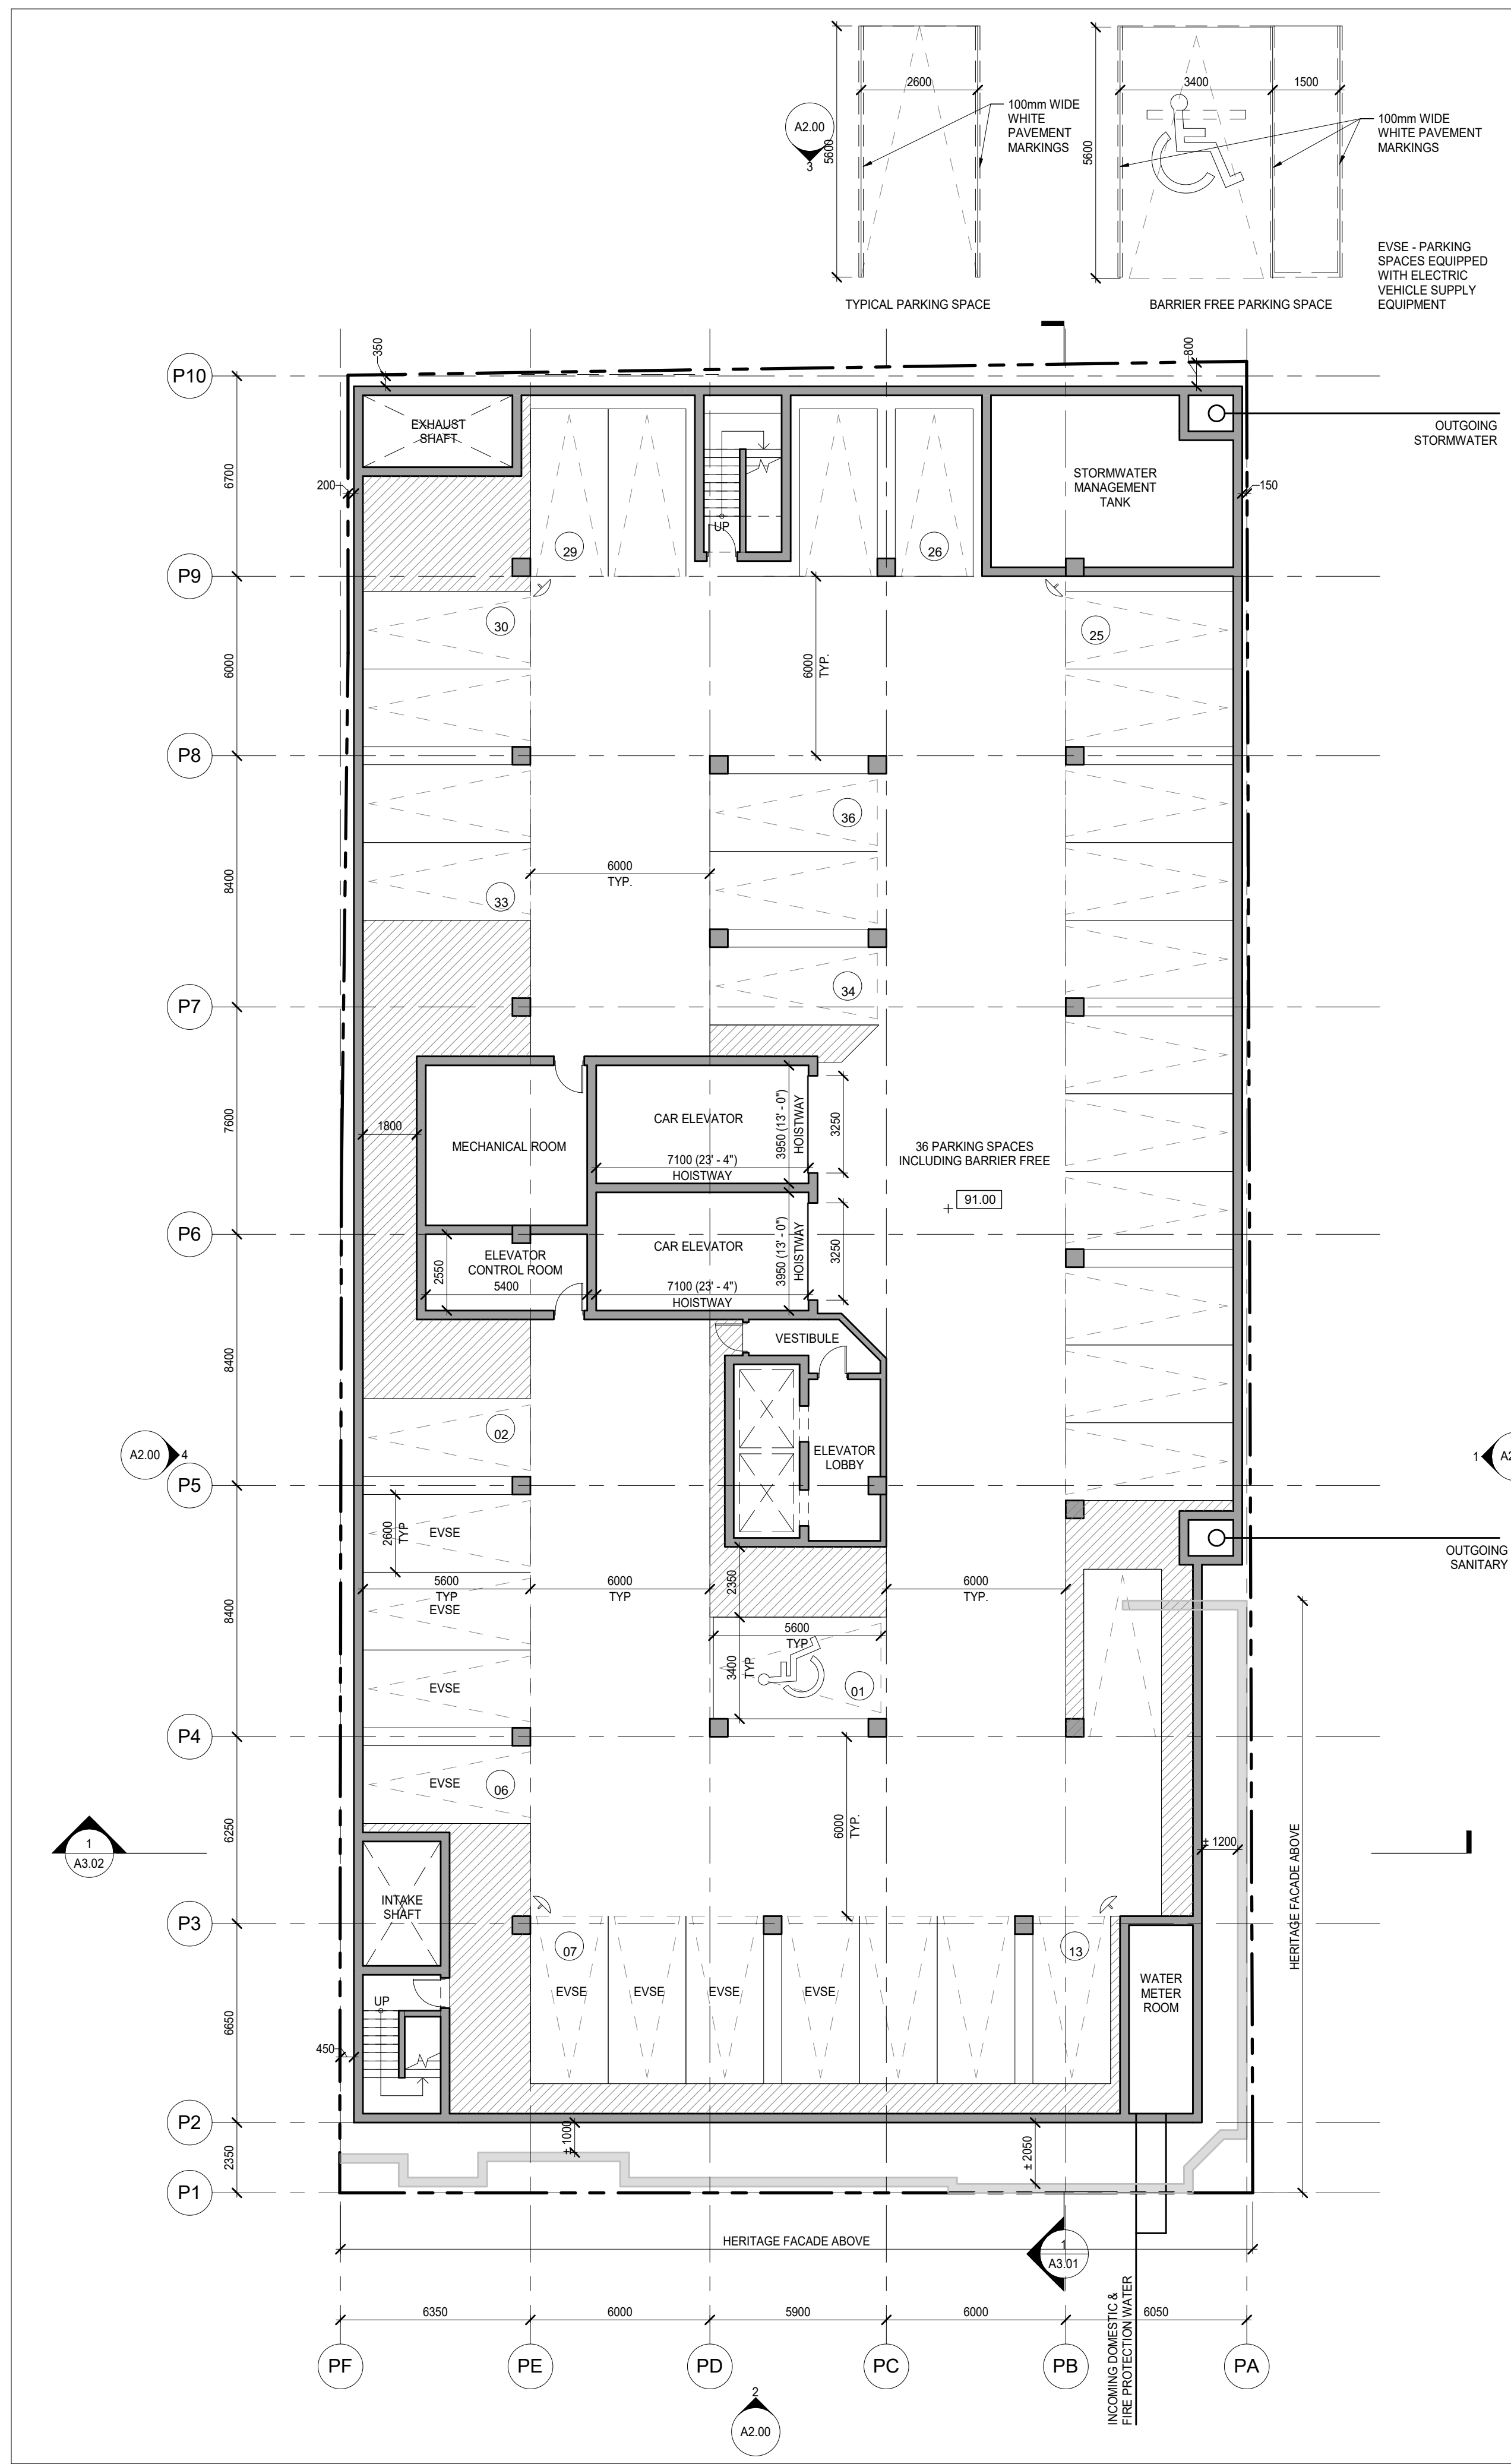 2600
3400
1500
5600
5600
A2.00
3
100mm WIDE
WHITE
PAVEMENT
MARKINGS
100mm WIDE
WHITE PAVEMENT
MARKINGS
EVSE - PARKING
SPACES EQUIPPED
WITH ELECTRIC
VEHICLE SUPPLY
EQUIPMENT
TYPICAL PARKING SPACE
BARRIER FREE PARKING SPACE
350
800
P10
EXHAUST
SHAFT
OUTGOING
STORMWATER
6700
200
STORMWATER
MANAGEMENT
TANK
150
UP
29
26
P9
30
25
6000
6000
TYP.
P8
36
8400
6000
TYP.
33
34
P7
7600
1800
MECHANICAL ROOM
CAR ELEVATOR
3950 (13' - 0")
HOISTWAY
3250
7100 (23' - 4")
HOISTWAY
36 PARKING SPACES
INCLUDING BARRIER FREE
91.00
P6
ELEVATOR
CONTROL ROOM
5400
2550
CAR ELEVATOR
3950 (13' - 0")
HOISTWAY
3250
7100 (23' - 4")
HOISTWAY
8400
VESTIBULE
02
ELEVATOR
LOBBY
A2.00
4
1
P5
2600
TYP
EVSE
OUTGOING
SANITARY
5600
TYP
6000
TYP
2350
6000
TYP.
EVSE
8400
5600
TYP
3400
TYP.
EVSE
01
P4
EVSE
06
6250
6000
TYP.
± 1200
HERITAGE FACADE ABOVE
1
A3.02
INTAKE
SHAFT
P3
07
13
EVSE
EVSE
EVSE
EVSE
WATER
METER
ROOM
UP
6650
450
P2
± 1000
± 2050
2350
P1
HERITAGE FACADE ABOVE
1
A3.01
INCOMING DOMESTIC &
FIRE PROTECTION WATER
6350
6000
5900
6000
6050
PF
PE
PD
PC
PB
PA
2
A2.00